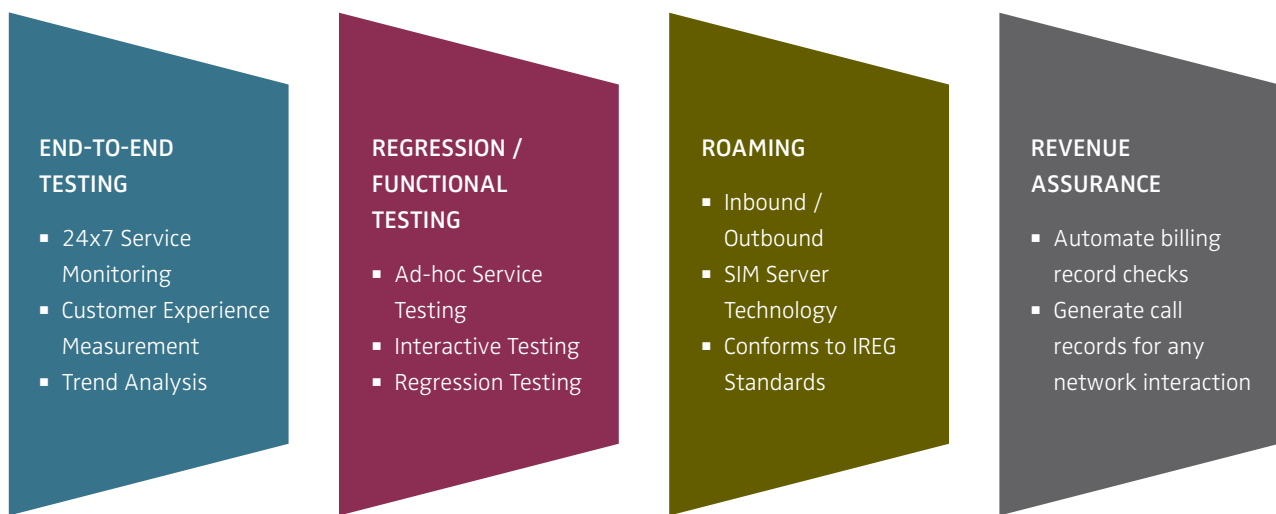 END-TO-END
TESTING
▪ 24x7 Service
Monitoring
▪ Customer Experience
Measurement
▪ Trend Analysis
REGRESSION /
FUNCTIONAL
TESTING
▪ Ad-hoc Service
Testing
▪ Interactive Testing
▪ Regression Testing
ROAMING
▪ Inbound /
Outbound
▪ SIM Server
Technology
▪ Conforms to IREG
Standards
REVENUE
ASSURANCE
▪ Automate billing
record checks
▪ Generate call
records for any
network interaction